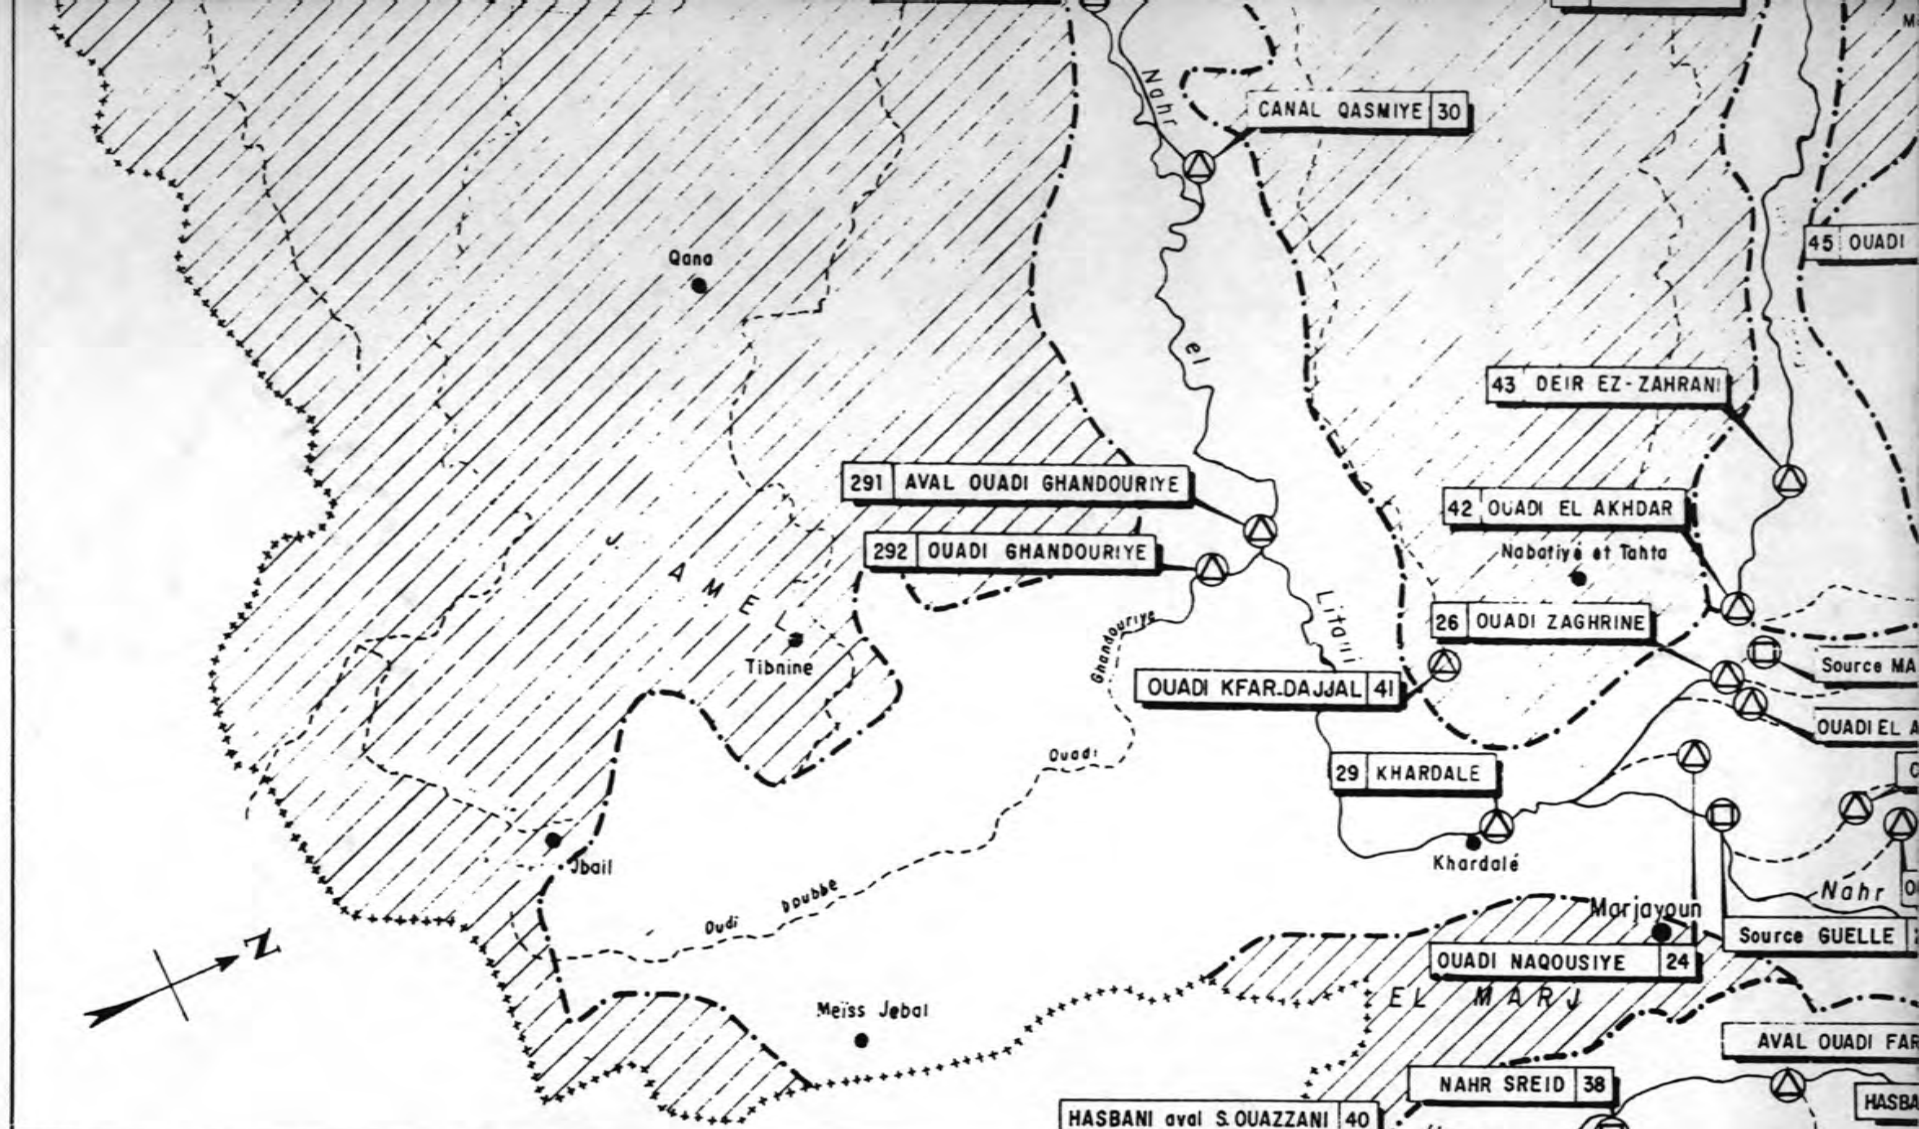 CANAL QASMIYE 30
Nahr
45 OUADI
Qana
el
43 DEIR EZ-ZAHRANI
291 AVAL OUADI GHANDOURIYE
42 OUADI EL AKHDAR
292 OUADI GHANDOURIYE
Nabatiyé et Tahta
J. AMEL
Litani
26 OUADI ZAGHRINE
Ghandouriye
Tibnine
Source MA
OUADI KFAR-DAJJAL 41
OUADI EL A
Ouadi
29 KHARDALE
Jbail
Khardalé
Doubbe
Oudi
Nahr
Marjayoun
Source GUELLE
OUADI NAQOUSIYE 24
N
EL MARJ
Meïss Jebal
AVAL OUADI FAR
NAHR SREID 38
HASBA
HASBANI aval S.OUAZZANI 40